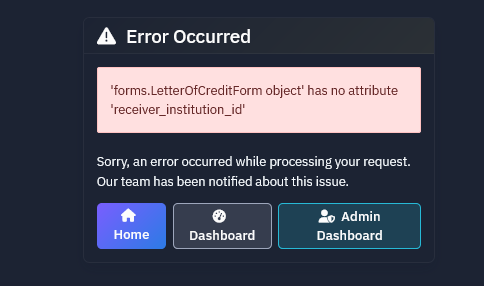 Error Occurred
'forms.LetterOfCreditForm object' has no attribute
'receiver_institution_id'
Sorry, an error occurred while processing your request.
Our team has been notified about this issue.
Home
Dashboard
Admin
Dashboard